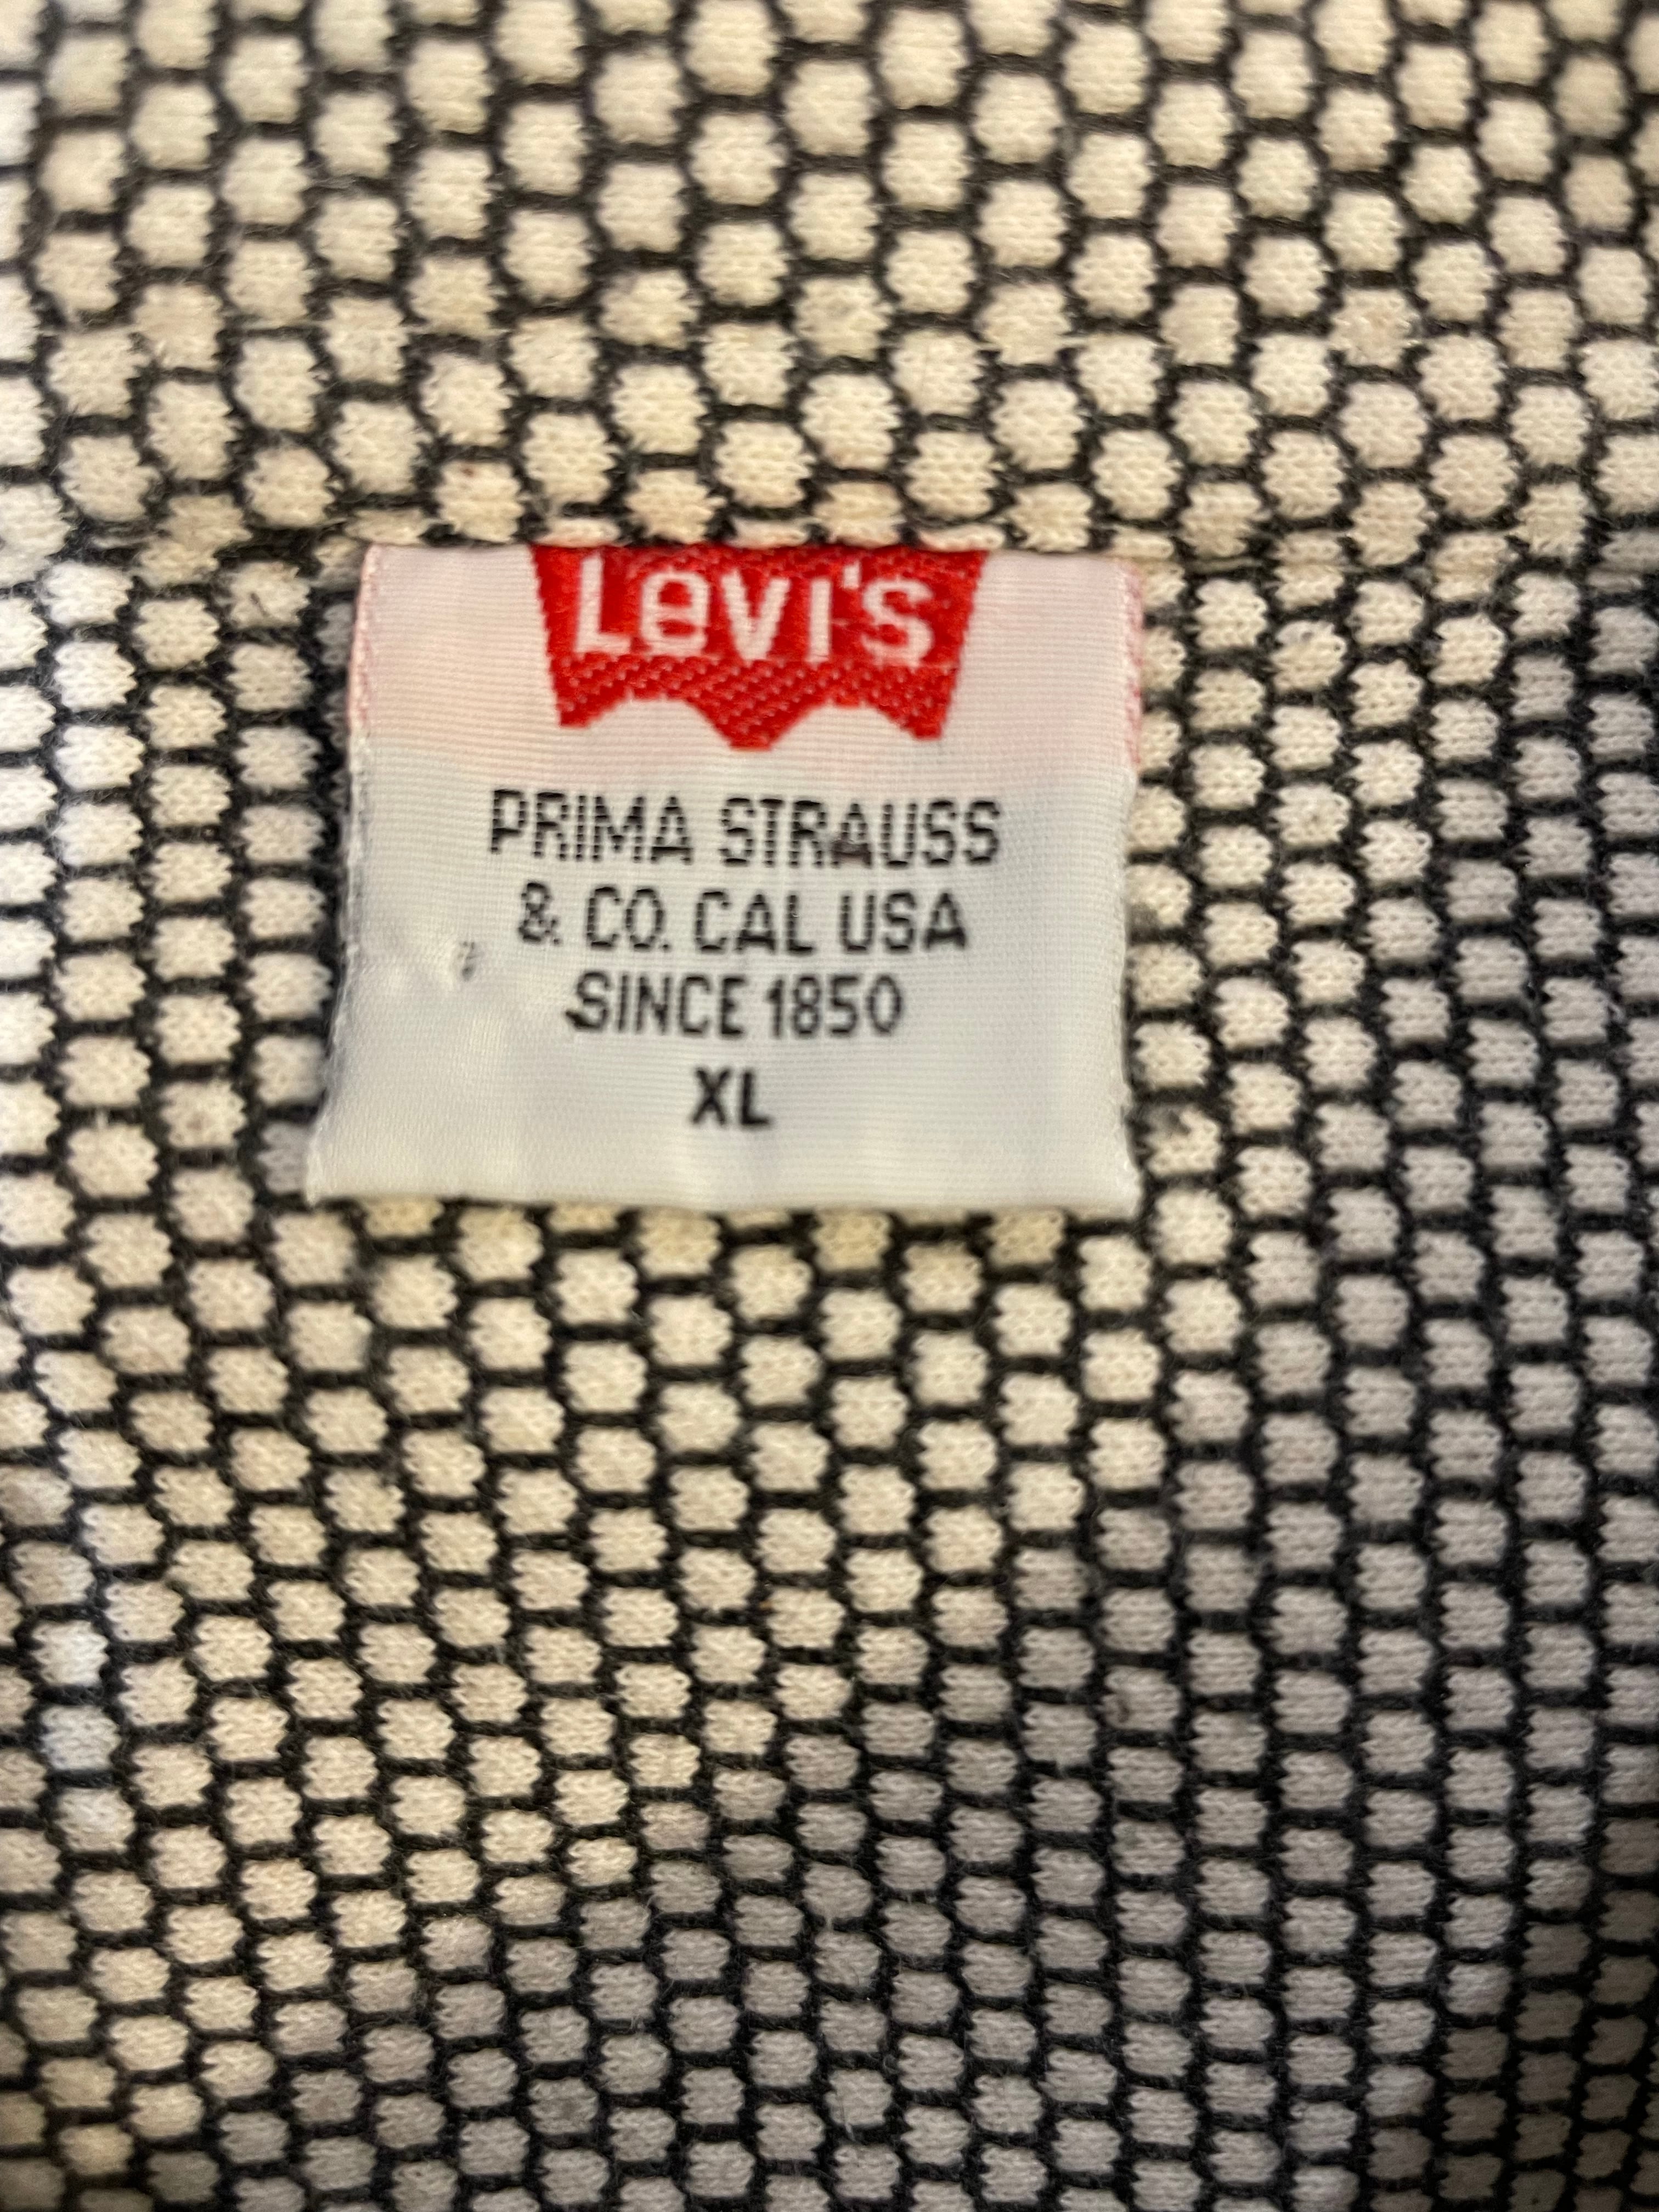 Levi's
PRIMA STRAUSS
& CO. CAL USA
SINCE 1850
XL